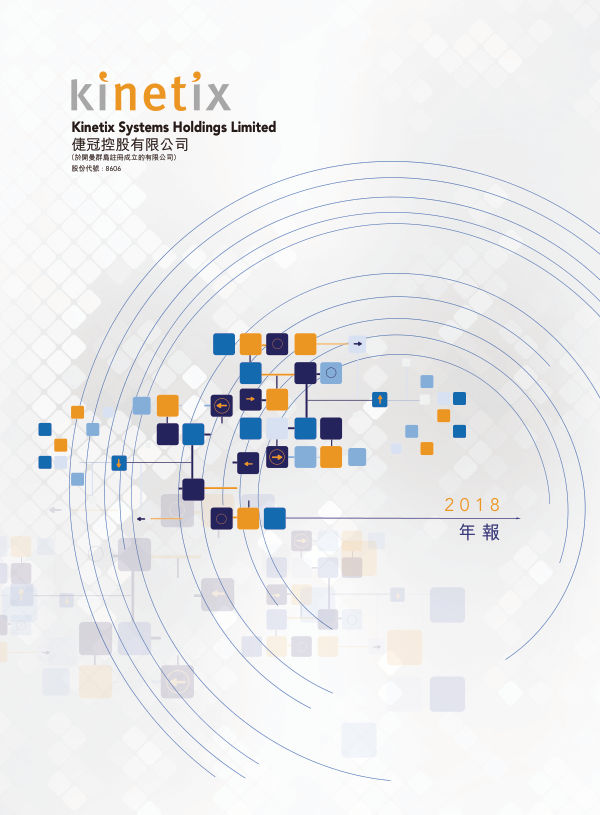 kinetix
Kinetix Systems Holdings Limited
倢冠控股有限公司
(於開曼群島註冊成立的有限公司)
股份代號 : 8606
2018
年報